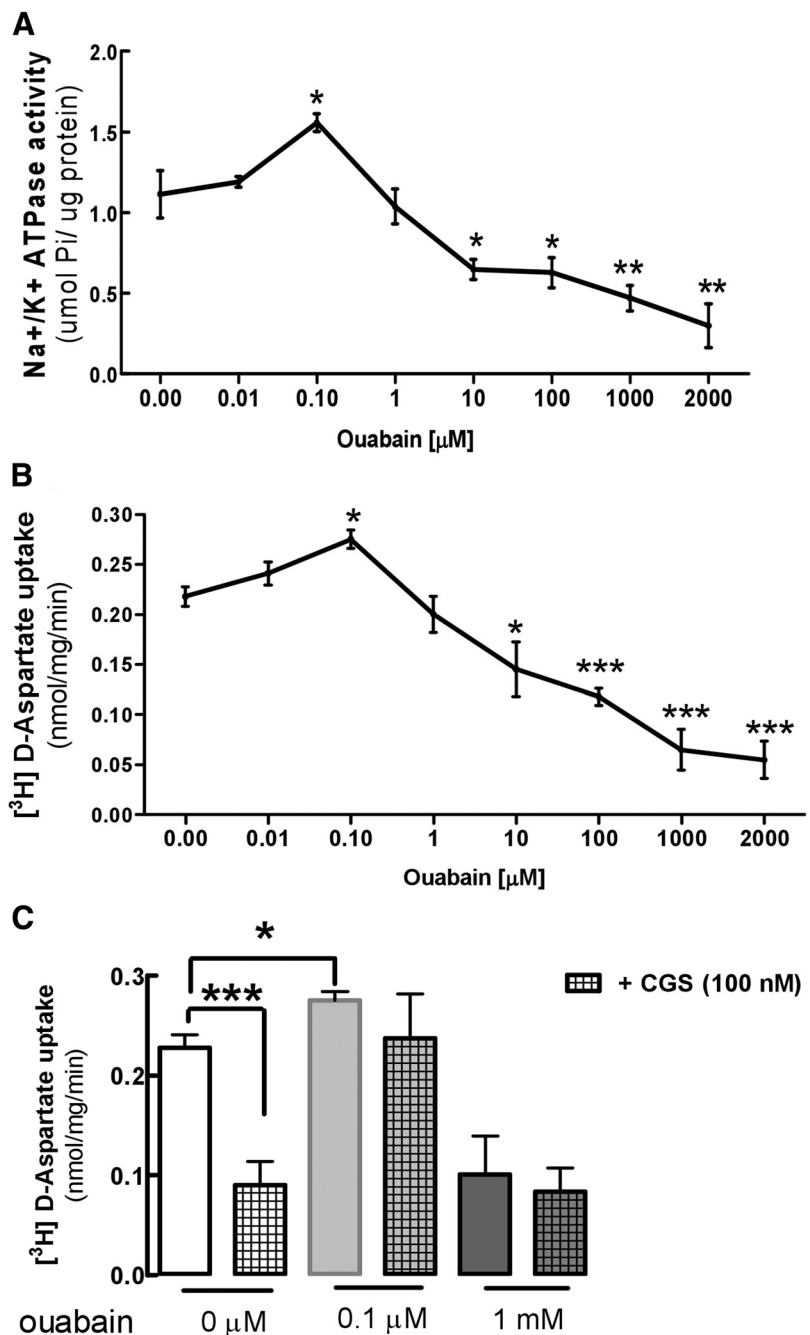 A
Na+/K+ ATPase activity
(umol Pi/ ug protein)
2.0
1.5
1.0
0.5
0.0
*
*
*
**
**
0.00 0.01 0.10 1 10 100 1000 2000
Ouabain [μM]
B
[³H] D-Aspartate uptake
(nmol/mg/min)
0.30
0.25
0.20
0.15
0.10
0.05
0.00
*
*
***
***
***
0.00 0.01 0.10 1 10 100 1000 2000
Ouabain [μM]
C
[³H] D-Aspartate uptake
(nmol/mg/min)
0.3
0.2
0.1
0.0
*
***
+ CGS (100 nM)
ouabain 0 μM 0.1 μM 1 mM